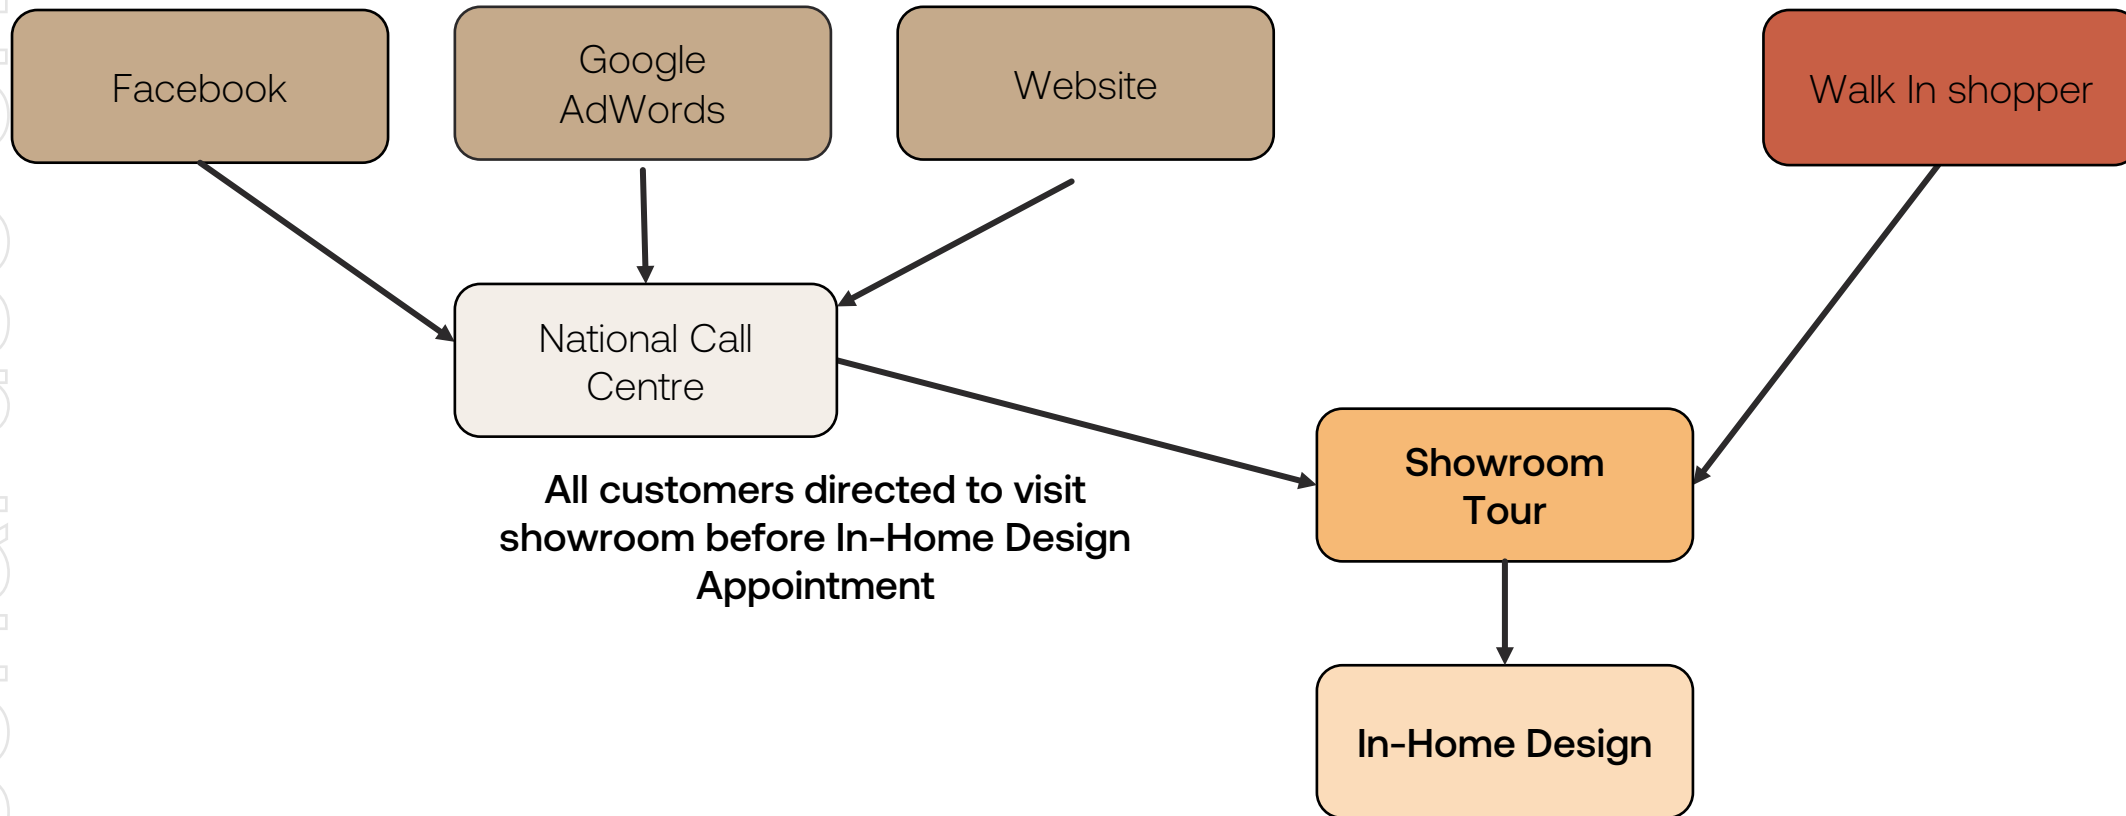 Facebook
Google
AdWords
Website
Walk In shopper
National Call
Centre
Showroom
Tour
All customers directed to visit
showroom before In-Home Design
Appointment
In-Home Design